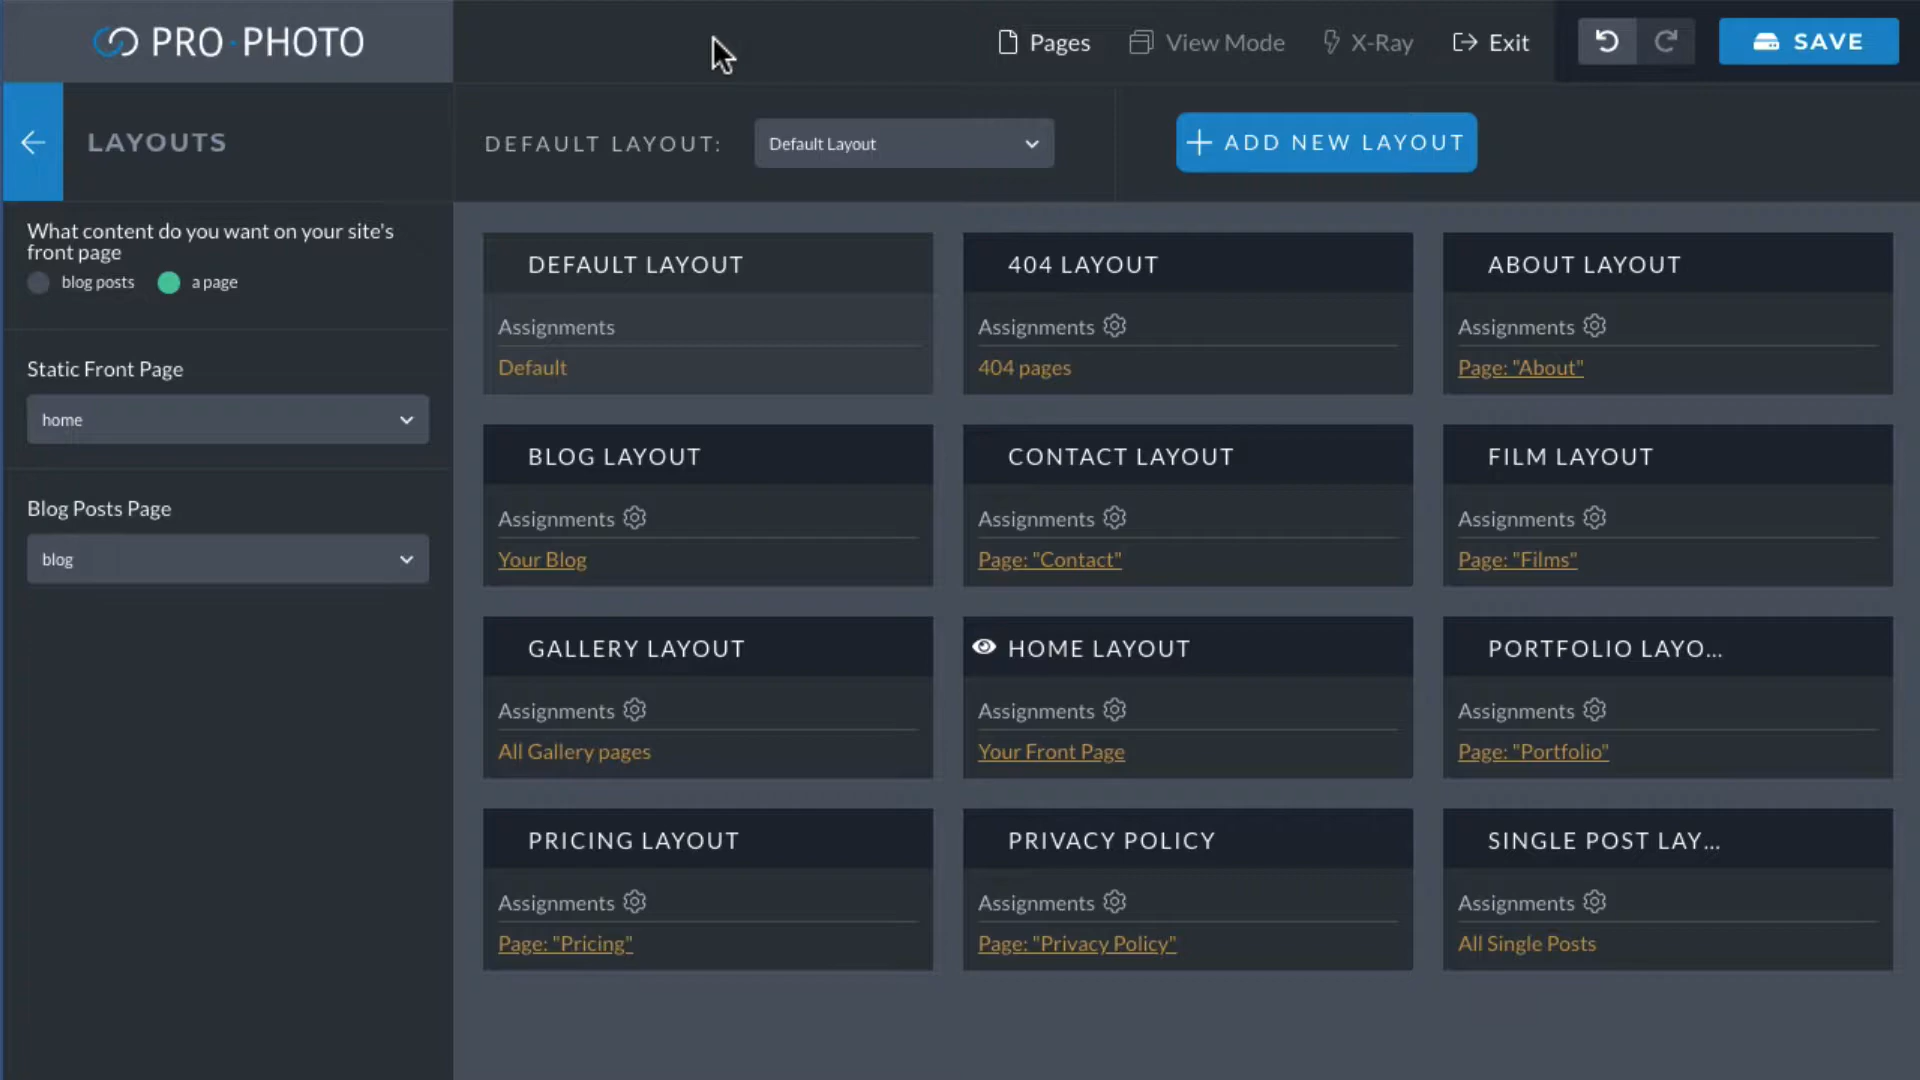 PRO·PHOTO
Pages
View Mode
X-Ray
Exit
SAVE
LAYOUTS
DEFAULT LAYOUT:
Default Layout
ADD NEW LAYOUT
What content do you want on your site's
front page
blog posts
a page
Static Front Page
home
Blog Posts Page
blog
DEFAULT LAYOUT
Assignments
Default
404 LAYOUT
Assignments
404 pages
ABOUT LAYOUT
Assignments
Page: "About"
BLOG LAYOUT
Assignments
Your Blog
CONTACT LAYOUT
Assignments
Page: "Contact"
FILM LAYOUT
Assignments
Page: "Films"
GALLERY LAYOUT
Assignments
All Gallery pages
HOME LAYOUT
Assignments
Your Front Page
PORTFOLIO LAYO...
Assignments
Page: "Portfolio"
PRICING LAYOUT
Assignments
Page: "Pricing"
PRIVACY POLICY
Assignments
Page: "Privacy Policy"
SINGLE POST LAY...
Assignments
All Single Posts